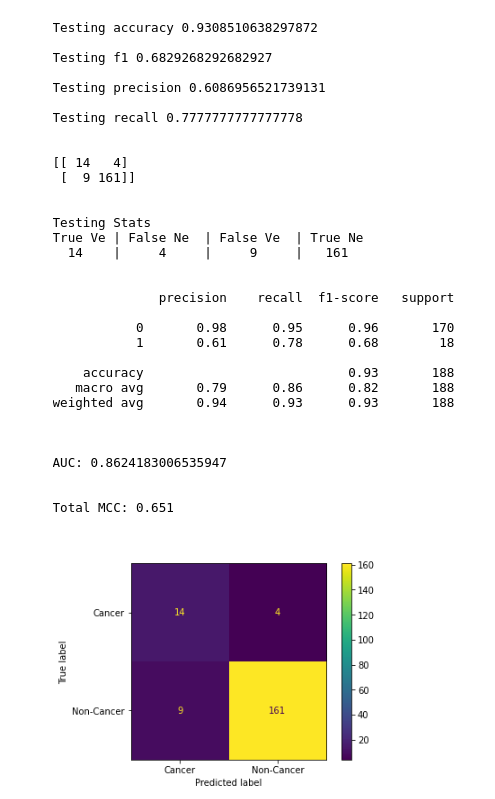 Testing accuracy 0.9308510638297872
Testing f1 0.6829268292682927
Testing precision 0.6086956521739131
Testing recall 0.7777777777777778
[[ 14   4]
 [  9 161]]
Testing Stats
True Ve | False Ne  | False Ve  | True Ne
  14    |     4     |     9     |   161
              precision    recall  f1-score   support
           0       0.98      0.95      0.96       170
           1       0.61      0.78      0.68        18
    accuracy                           0.93       188
   macro avg       0.79      0.86      0.82       188
weighted avg       0.94      0.93      0.93       188
AUC: 0.8624183006535947
Total MCC: 0.651
True label
Cancer
14 4
Non-Cancer
9 161
Cancer Non-Cancer
Predicted label
160
140
120
100
80
60
40
20